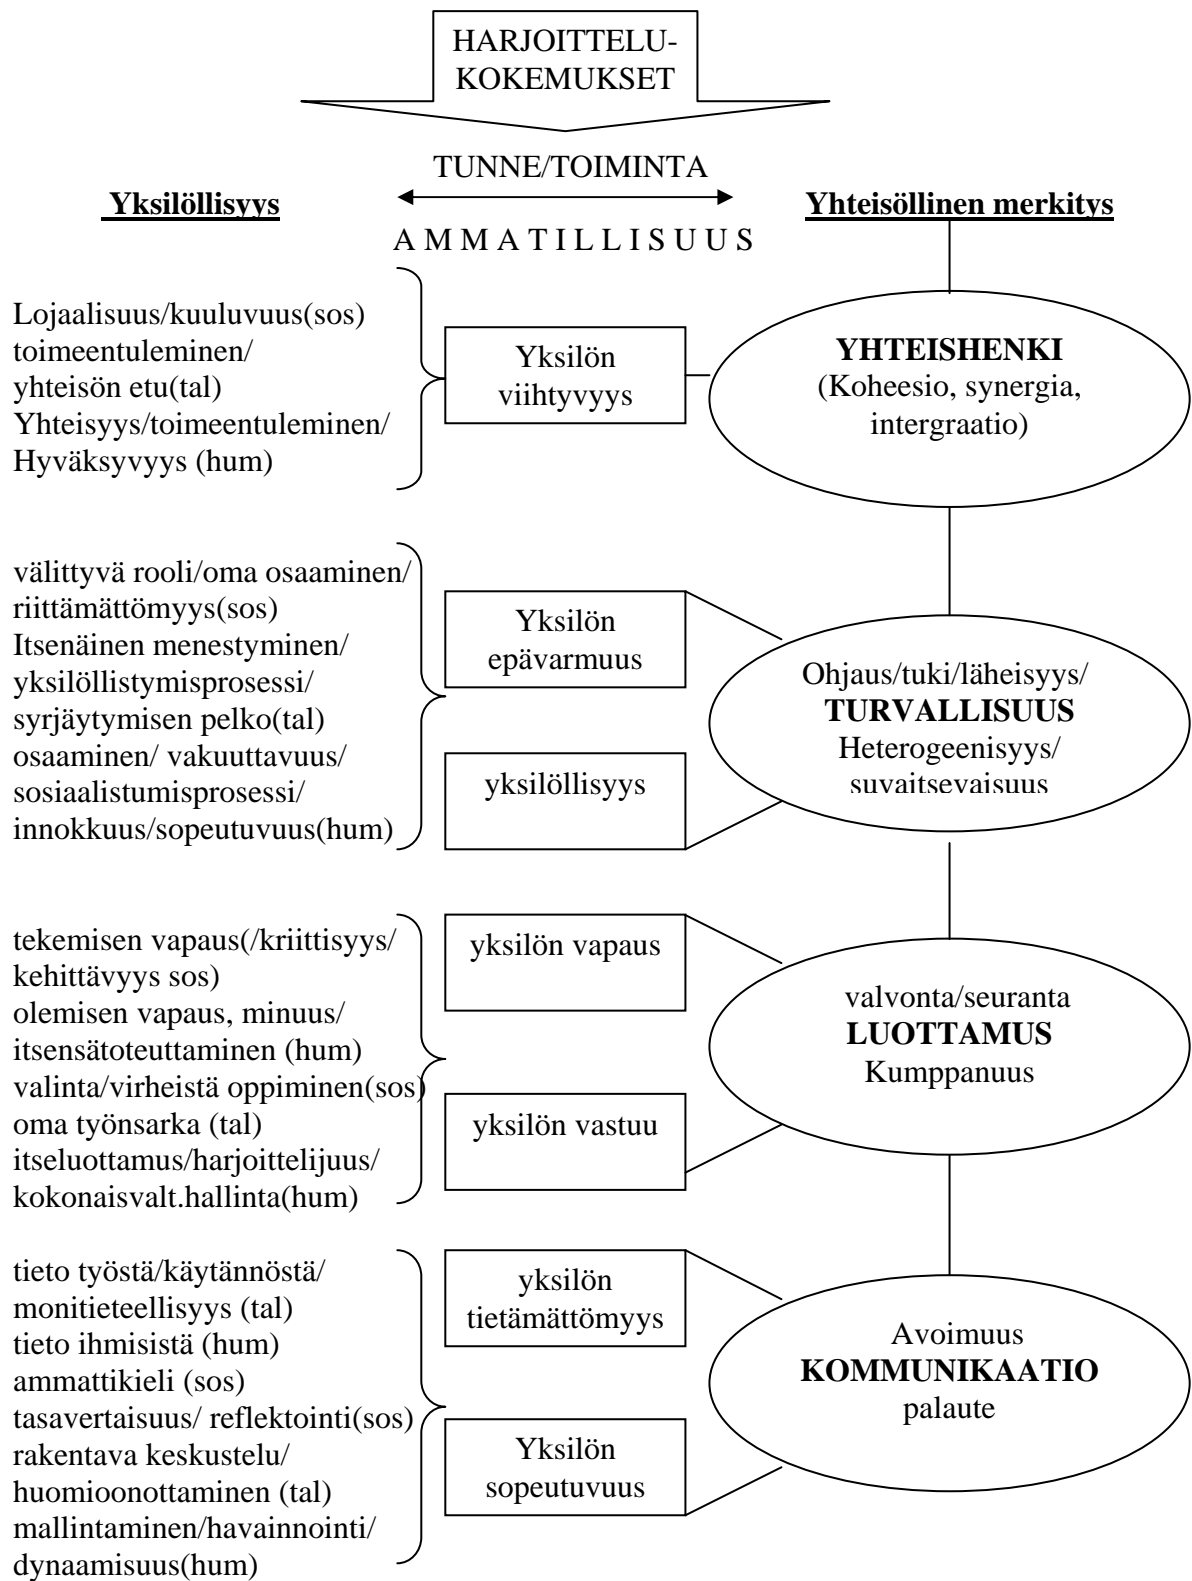 HARJOITTELU-
KOKEMUKSET
TUNNE/TOIMINTA
Yksilöllisyys
Yhteisöllinen merkitys
A M M A T I L L I S U U S
Lojaalisuus/kuuluvuus(sos)
toimeentuleminen/
yhteisön etu(tal)
Yhteisyys/toimeentuleminen/
Hyväksyvyys (hum)
Yksilön
viihtyvyys
YHTEISHENKI
(Koheesio, synergia,
intergraatio)
välittyvä rooli/oma osaaminen/
riittämättömyys(sos)
Itsenäinen menestyminen/
yksilöllistymisprosessi/
syrjäytymisen pelko(tal)
osaaminen/ vakuuttavuus/
sosiaalistumisprosessi/
innokkuus/sopeutuvuus(hum)
Yksilön
epävarmuus
yksilöllisyys
Ohjaus/tuki/läheisyys/
TURVALLISUUS
Heterogeenisyys/
suvaitsevaisuus
tekemisen vapaus(/kriittisyys/
kehittävyys sos)
olemisen vapaus, minuus/
itsensätoteuttaminen (hum)
valinta/virheistä oppiminen(sos)
oma työnsarka (tal)
itseluottamus/harjoittelijuus/
kokonaisvalt.hallinta(hum)
yksilön vapaus
yksilön vastuu
valvonta/seuranta
LUOTTAMUS
Kumppanuus
tieto työstä/käytännöstä/
monitieteellisyys (tal)
tieto ihmisistä (hum)
ammattikieli (sos)
tasavertaisuus/ reflektointi(sos)
rakentava keskustelu/
huomioonottaminen (tal)
mallintaminen/havainnointi/
dynaamisuus(hum)
yksilön
tietämättömyys
Yksilön
sopeutuvuus
Avoimuus
KOMMUNIKAATIO
palaute